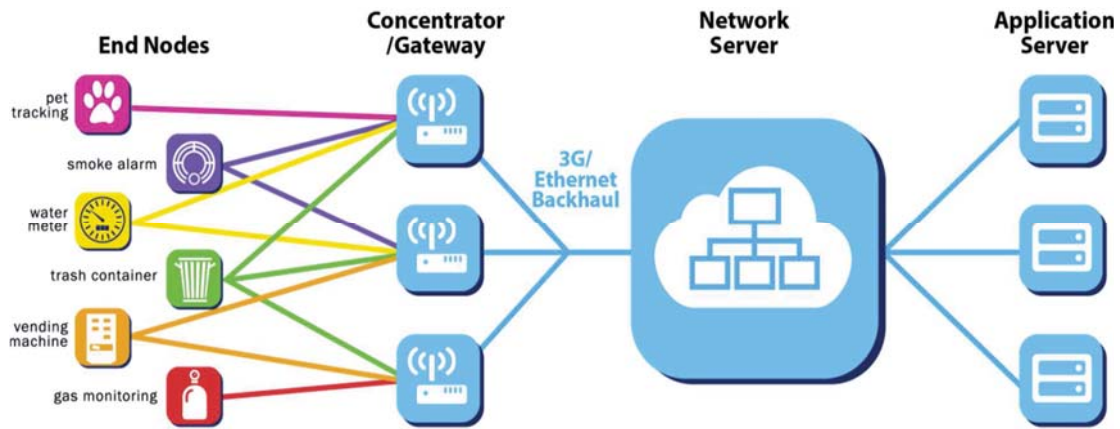 End Nodes
Concentrator
/Gateway
Network
Server
Application
Server
pet
tracking
smoke alarm
water
meter
trash container
vending
machine
gas monitoring
3G/
Ethernet
Backhaul